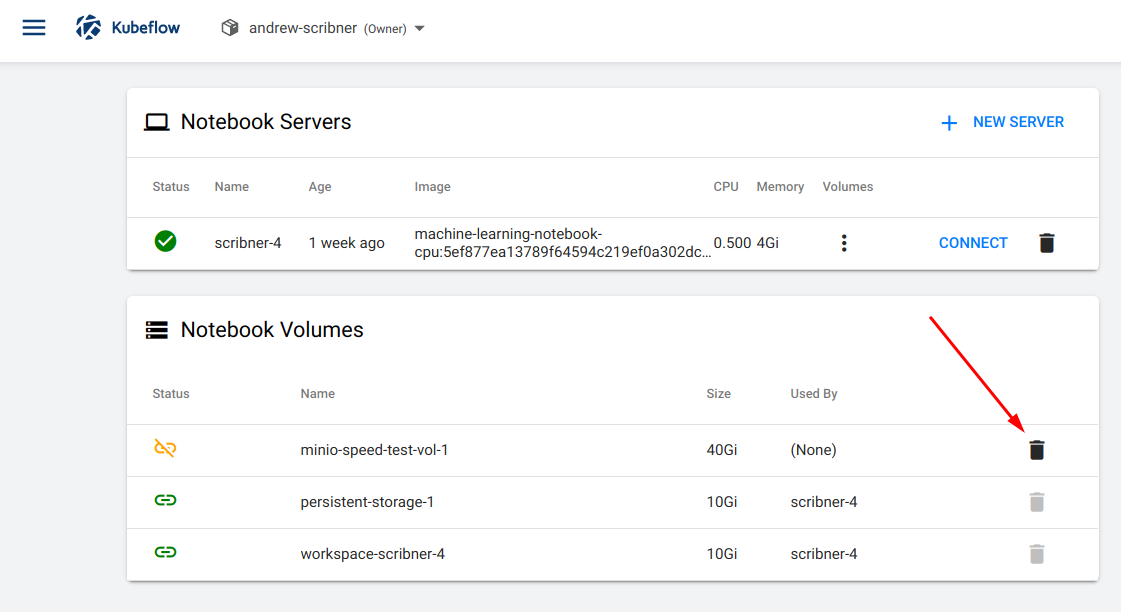 Kubeflow andrew-scribner (Owner)
Notebook Servers NEW SERVER
Status Name Age Image CPU Memory Volumes
scribner-4 1 week ago machine-learning-notebook- 0.500 4Gi CONNECT
cpu:5ef877ea13789f64594c219ef0a302dc...
Notebook Volumes
Status Name Size Used By
minio-speed-test-vol-1 40Gi (None)
persistent-storage-1 10Gi scribner-4
workspace-scribner-4 10Gi scribner-4